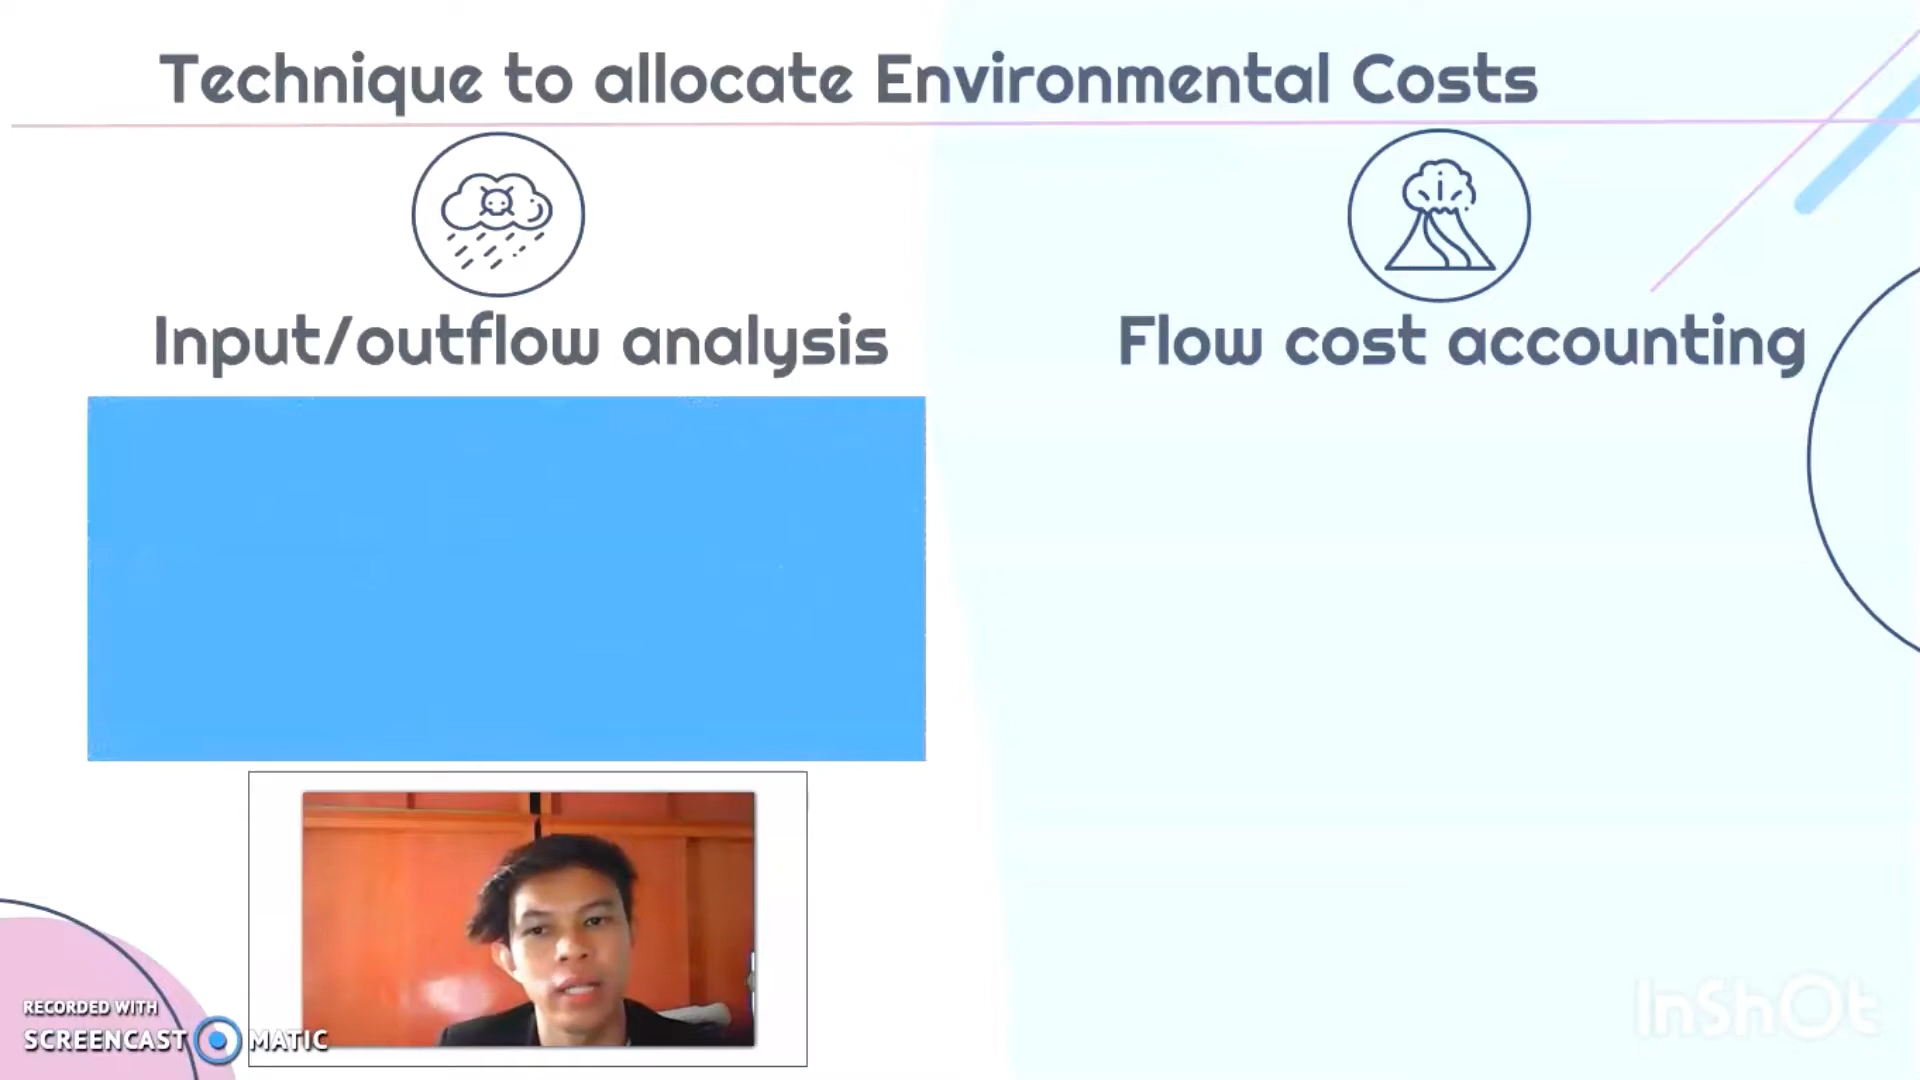 Technique to allocate Environmental Costs
Input/outflow analysis
Flow cost accounting
RECORDED WITH
SCREENCAST MATIC
InShOt